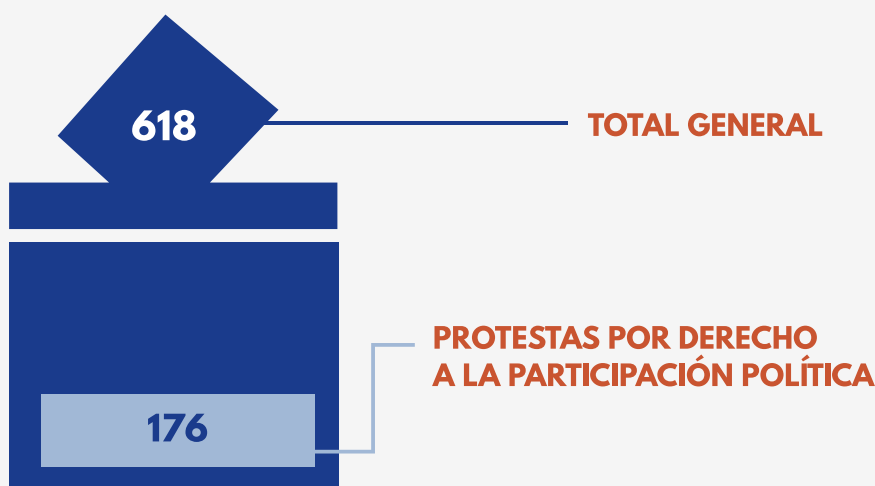 618
TOTAL GENERAL
PROTESTAS POR DERECHO
A LA PARTICIPACIÓN POLÍTICA
176